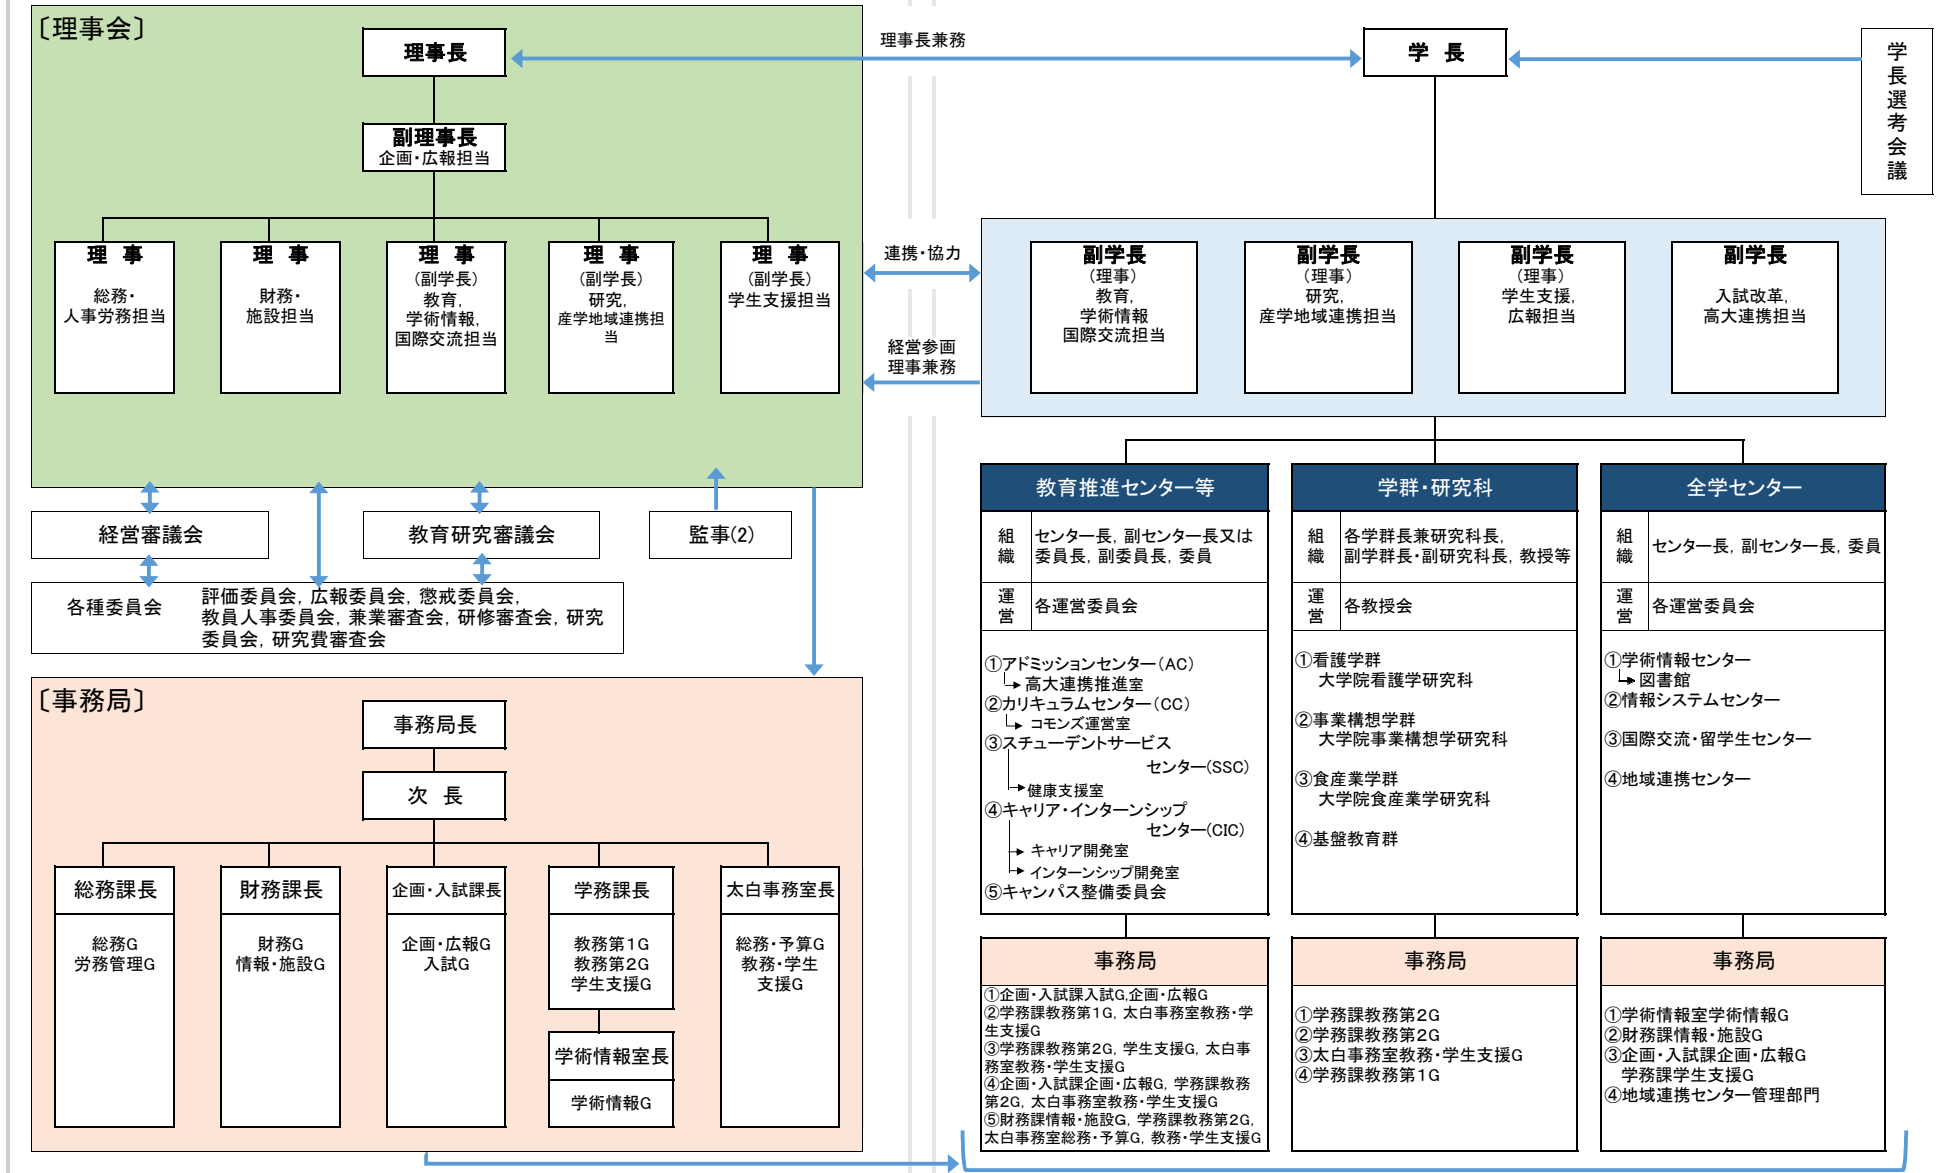 〔理事会〕
理事長
副理事長
企画・広報担当
理　事
総務・
人事労務担当
理　事
財務・
施設担当
理　事
(副学長)
教育,
学術情報,
国際交流担当
理　事
(副学長)
研究,
産学地域連携担
当
理　事
(副学長)
学生支援担当
理事長兼務
連携・協力
経営参画
理事兼務
学　長
学長選考会議
副学長
(理事)
教育,
学術情報
国際交流担当
副学長
(理事)
研究,
産学地域連携担当
副学長
(理事)
学生支援,
広報担当
副学長
入試改革,
高大連携担当
経営審議会
教育研究審議会
監事(2)
各種委員会
評価委員会, 広報委員会, 懲戒委員会,
教員人事委員会, 兼業審査会, 研修審査会, 研究
委員会, 研究費審査会
〔事務局〕
事務局長
次　長
総務課長
総務G
労務管理G
財務課長
財務G
情報・施設G
企画・入試課長
企画・広報G
入試G
学務課長
教務第1G
教務第2G
学生支援G
学術情報室長
学術情報G
太白事務室長
総務・予算G
教務・学生
支援G
教育推進センター等
組織
センター長, 副センター長又は
委員長, 副委員長, 委員
運営
各運営委員会
①アドミッションセンター(AC)
高大連携推進室
②カリキュラムセンター(CC)
コモンズ運営室
③スチューデントサービス
センター(SSC)
健康支援室
④キャリア・インターンシップ
センター(CIC)
キャリア開発室
インターンシップ開発室
⑤キャンパス整備委員会
事務局
①企画・入試課入試G,企画・広報G
②学務課教務第1G, 太白事務室教務・学
生支援G
③学務課教務第2G, 学生支援G, 太白事
務室教務・学生支援G
④企画・入試課企画・広報G, 学務課教務
第2G, 太白事務室教務・学生支援G
⑤財務課情報・施設G, 学務課教務第2G,
太白事務室総務・予算G, 教務・学生支援G
学群・研究科
組織
各学群長兼研究科長,
副学群長・副研究科長, 教授等
運営
各教授会
①看護学群
大学院看護学研究科
②事業構想学群
大学院事業構想学研究科
③食産業学群
大学院食産業学研究科
④基盤教育群
事務局
①学務課教務第2G
②学務課教務第2G
③太白事務室教務・学生支援G
④学務課教務第1G
全学センター
組織
センター長, 副センター長, 委員
運営
各運営委員会
①学術情報センター
図書館
②情報システムセンター
③国際交流・留学生センター
④地域連携センター
事務局
①学術情報室学術情報G
②財務課情報・施設G
③企画・入試課企画・広報G
学務課学生支援G
④地域連携センター管理部門